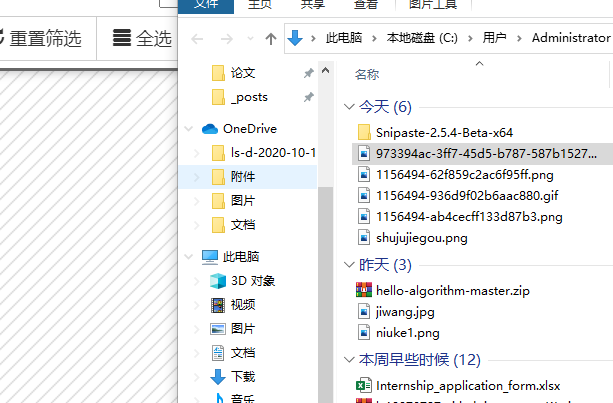 文件 主页 共享 查看 图片工具
重置筛选 全选
此电脑 本地磁盘 (C:) 用户 Administrator
论文
_posts
OneDrive
ls-d-2020-10-1
附件
图片
文档
此电脑
3D 对象
视频
图片
文档
下载
音乐
名称
今天 (6)
Snipaste-2.5.4-Beta-x64
973394ac-3ff7-45d5-b787-587b1527...
1156494-62f859c2ac6f95ff.png
1156494-936d9f02b6aac880.gif
1156494-ab4cecff133d87b3.png
shujujiegou.png
昨天 (3)
hello-algorithm-master.zip
jiwang.jpg
niuke1.png
本周早些时候 (12)
Internship_application_form.xlsx